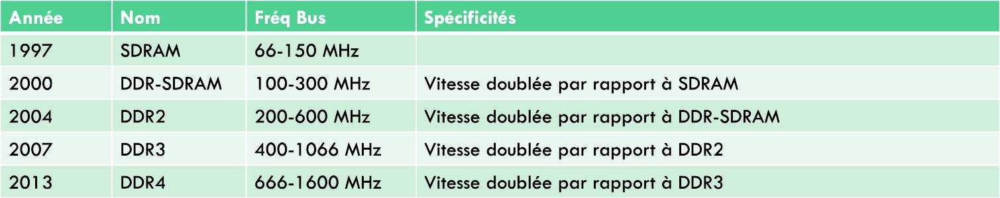 Année Nom Fréq Bus Spécificités
1997 SDRAM 66-150 MHz
2000 DDR-SDRAM 100-300 MHz Vitesse doublée par rapport à SDRAM
2004 DDR2 200-600 MHz Vitesse doublée par rapport à DDR-SDRAM
2007 DDR3 400-1066 MHz Vitesse doublée par rapport à DDR2
2013 DDR4 666-1600 MHz Vitesse doublée par rapport à DDR3